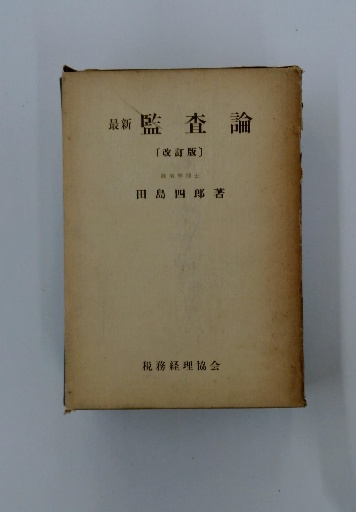 最新 監査論
〔改訂版〕
田島四郎著
税務経理協会